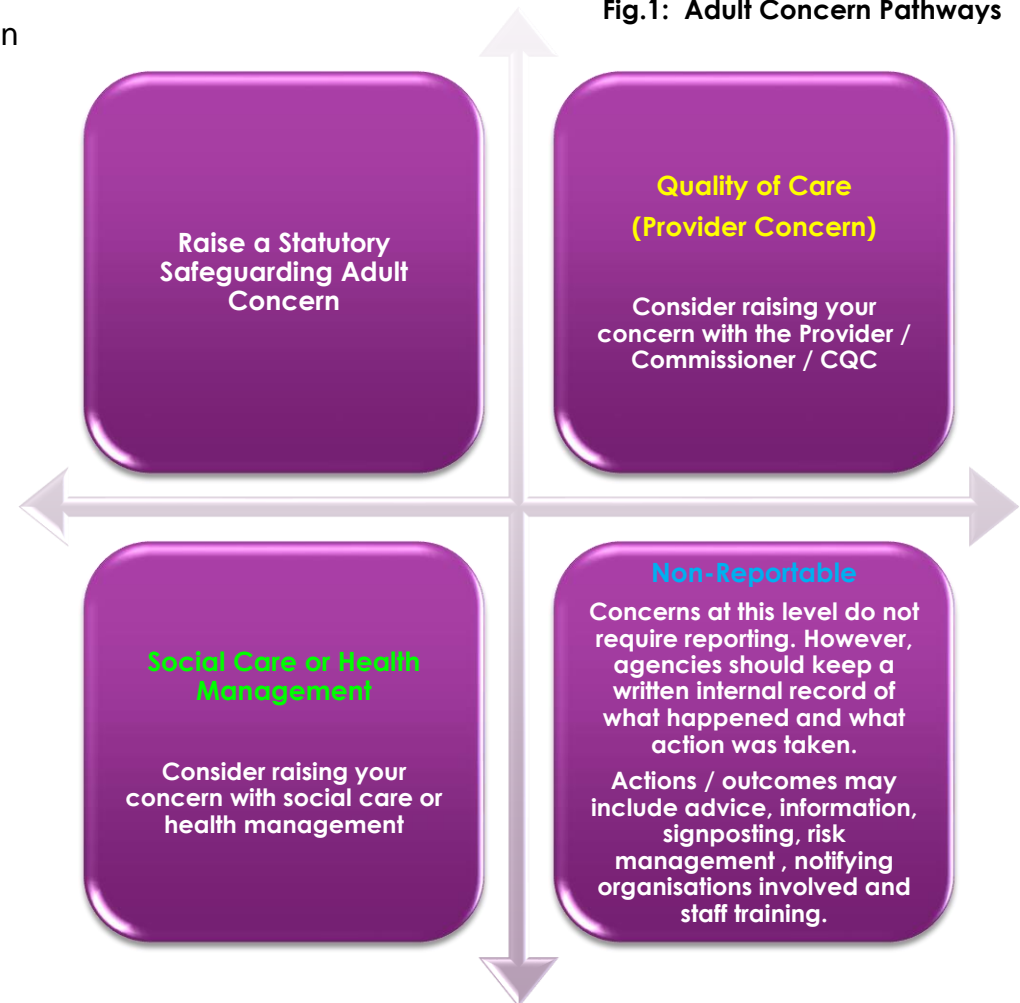 Fig.1: Adult Concern Pathways
n
Raise a Statutory
Safeguarding Adult
Concern
Quality of Care
(Provider Concern)
Consider raising your
concern with the Provider /
Commissioner / CQC
Social Care or Health
Management
Consider raising your
concern with social care or
health management
Non-Reportable
Concerns at this level do not
require reporting. However,
agencies should keep a
written internal record of
what happened and what
action was taken.
Actions / outcomes may
include advice, information,
signposting, risk
management , notifying
organisations involved and
staff training.